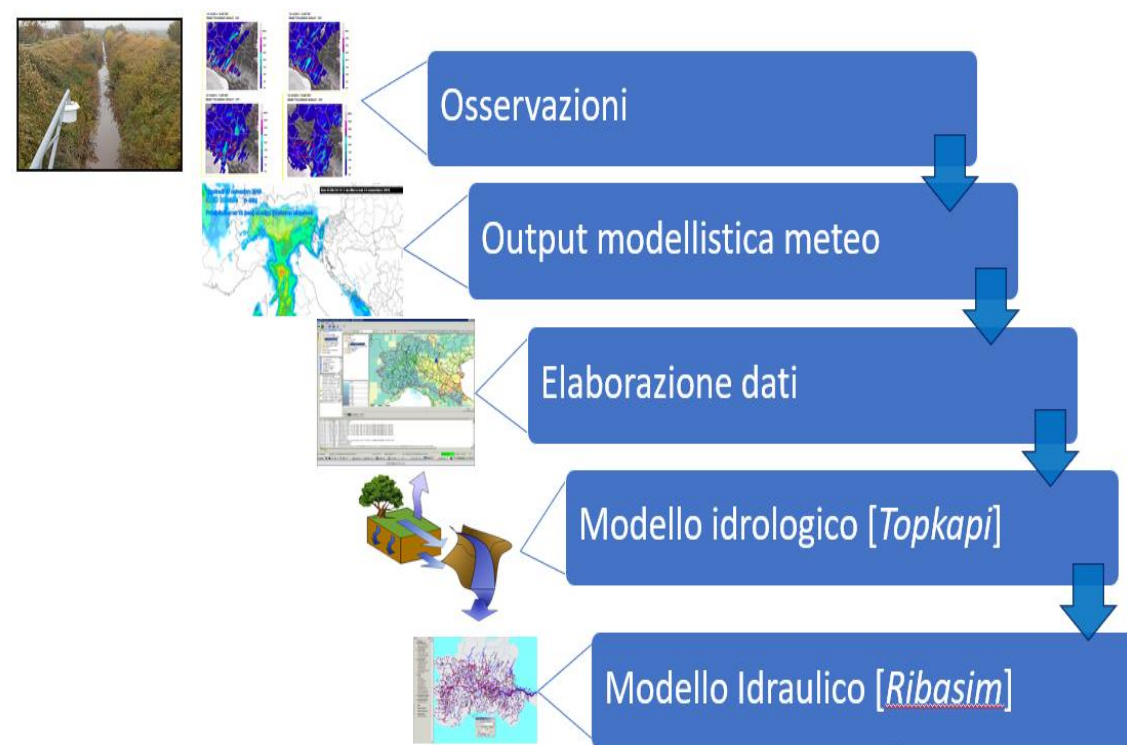 Osservazioni
Output modellistica meteo
Elaborazione dati
Modello idrologico [Topkapi]
Modello Idraulico [Ribasim]